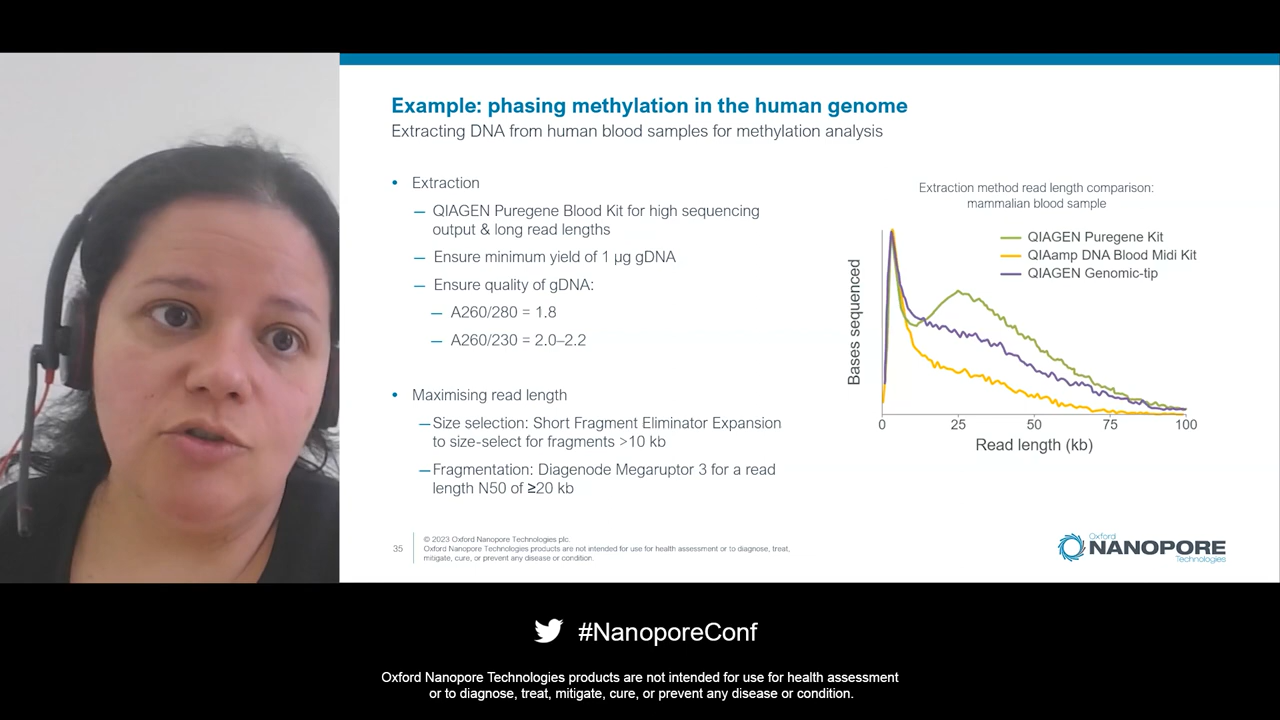 Example: phasing methylation in the human genome
Extracting DNA from human blood samples for methylation analysis
• Extraction
— QIAGEN Puregene Blood Kit for high sequencing
output & long read lengths
— Ensure minimum yield of 1 µg gDNA
— Ensure quality of gDNA:
— A260/280 = 1.8
— A260/230 = 2.0–2.2
• Maximising read length
—Size selection: Short Fragment Eliminator Expansion
to size-select for fragments >10 kb
—Fragmentation: Diagenode Megaruptor 3 for a read
length N50 of ≥20 kb
Extraction method read length comparison:
mammalian blood sample
QIAGEN Puregene Kit
QIAamp DNA Blood Midi Kit
QIAGEN Genomic-tip
Bases sequenced
0 25 50 75 100
Read length (kb)
35
© 2023 Oxford Nanopore Technologies plc.
Oxford Nanopore Technologies products are not intended for use for health assessment or to diagnose, treat,
mitigate, cure, or prevent any disease or condition.
Oxford
NANOPORE
Technologies
#NanoporeConf
Oxford Nanopore Technologies products are not intended for use for health assessment
or to diagnose, treat, mitigate, cure, or prevent any disease or condition.